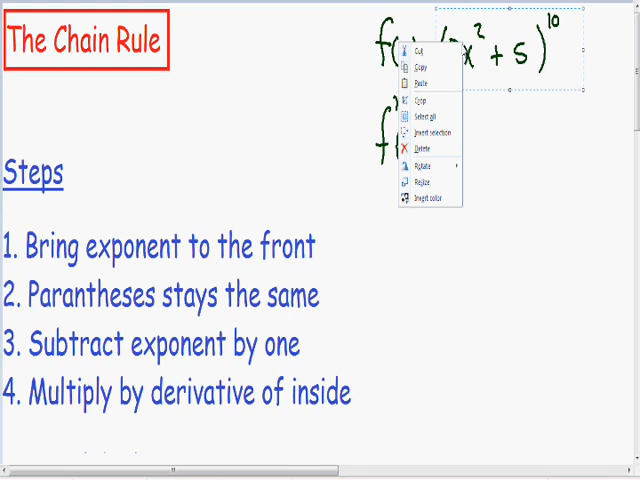 The Chain Rule
f( x² + 5)¹⁰
f'(
Cut
Copy
Paste
Crop
Select all
Invert selection
Delete
Rotate
Resize
Invert color
Steps
1. Bring exponent to the front
2. Parantheses stays the same
3. Subtract exponent by one
4. Multiply by derivative of inside